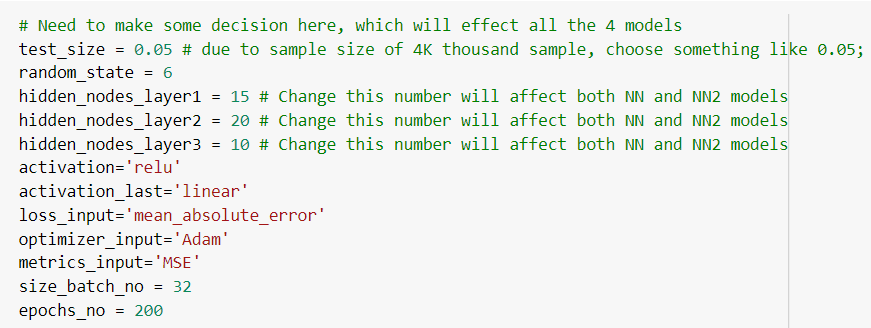 # Need to make some decision here, which will effect all the 4 models
test_size = 0.05 # due to sample size of 4K thousand sample, choose something like 0.05;
random_state = 6
hidden_nodes_layer1 = 15 # Change this number will affect both NN and NN2 models
hidden_nodes_layer2 = 20 # Change this number will affect both NN and NN2 models
hidden_nodes_layer3 = 10 # Change this number will affect both NN and NN2 models
activation='relu'
activation_last='linear'
loss_input='mean_absolute_error'
optimizer_input='Adam'
metrics_input='MSE'
size_batch_no = 32
epochs_no = 200